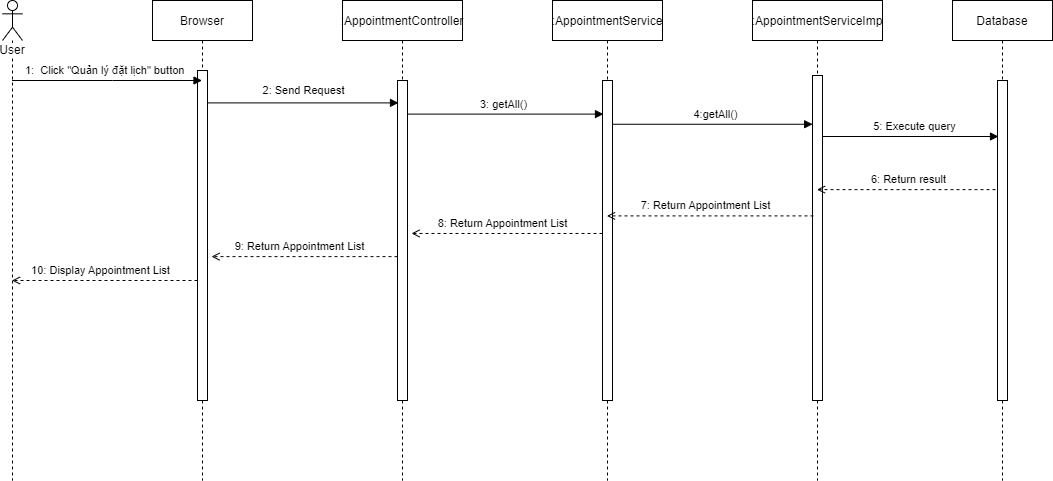 User
Browser
AppointmentController
:AppointmentService
:AppointmentServiceImp
Database
1: Click "Quản lý đặt lịch" button
2: Send Request
3: getAll()
4:getAll()
5: Execute query
6: Return result
7: Return Appointment List
8: Return Appointment List
9: Return Appointment List
10: Display Appointment List